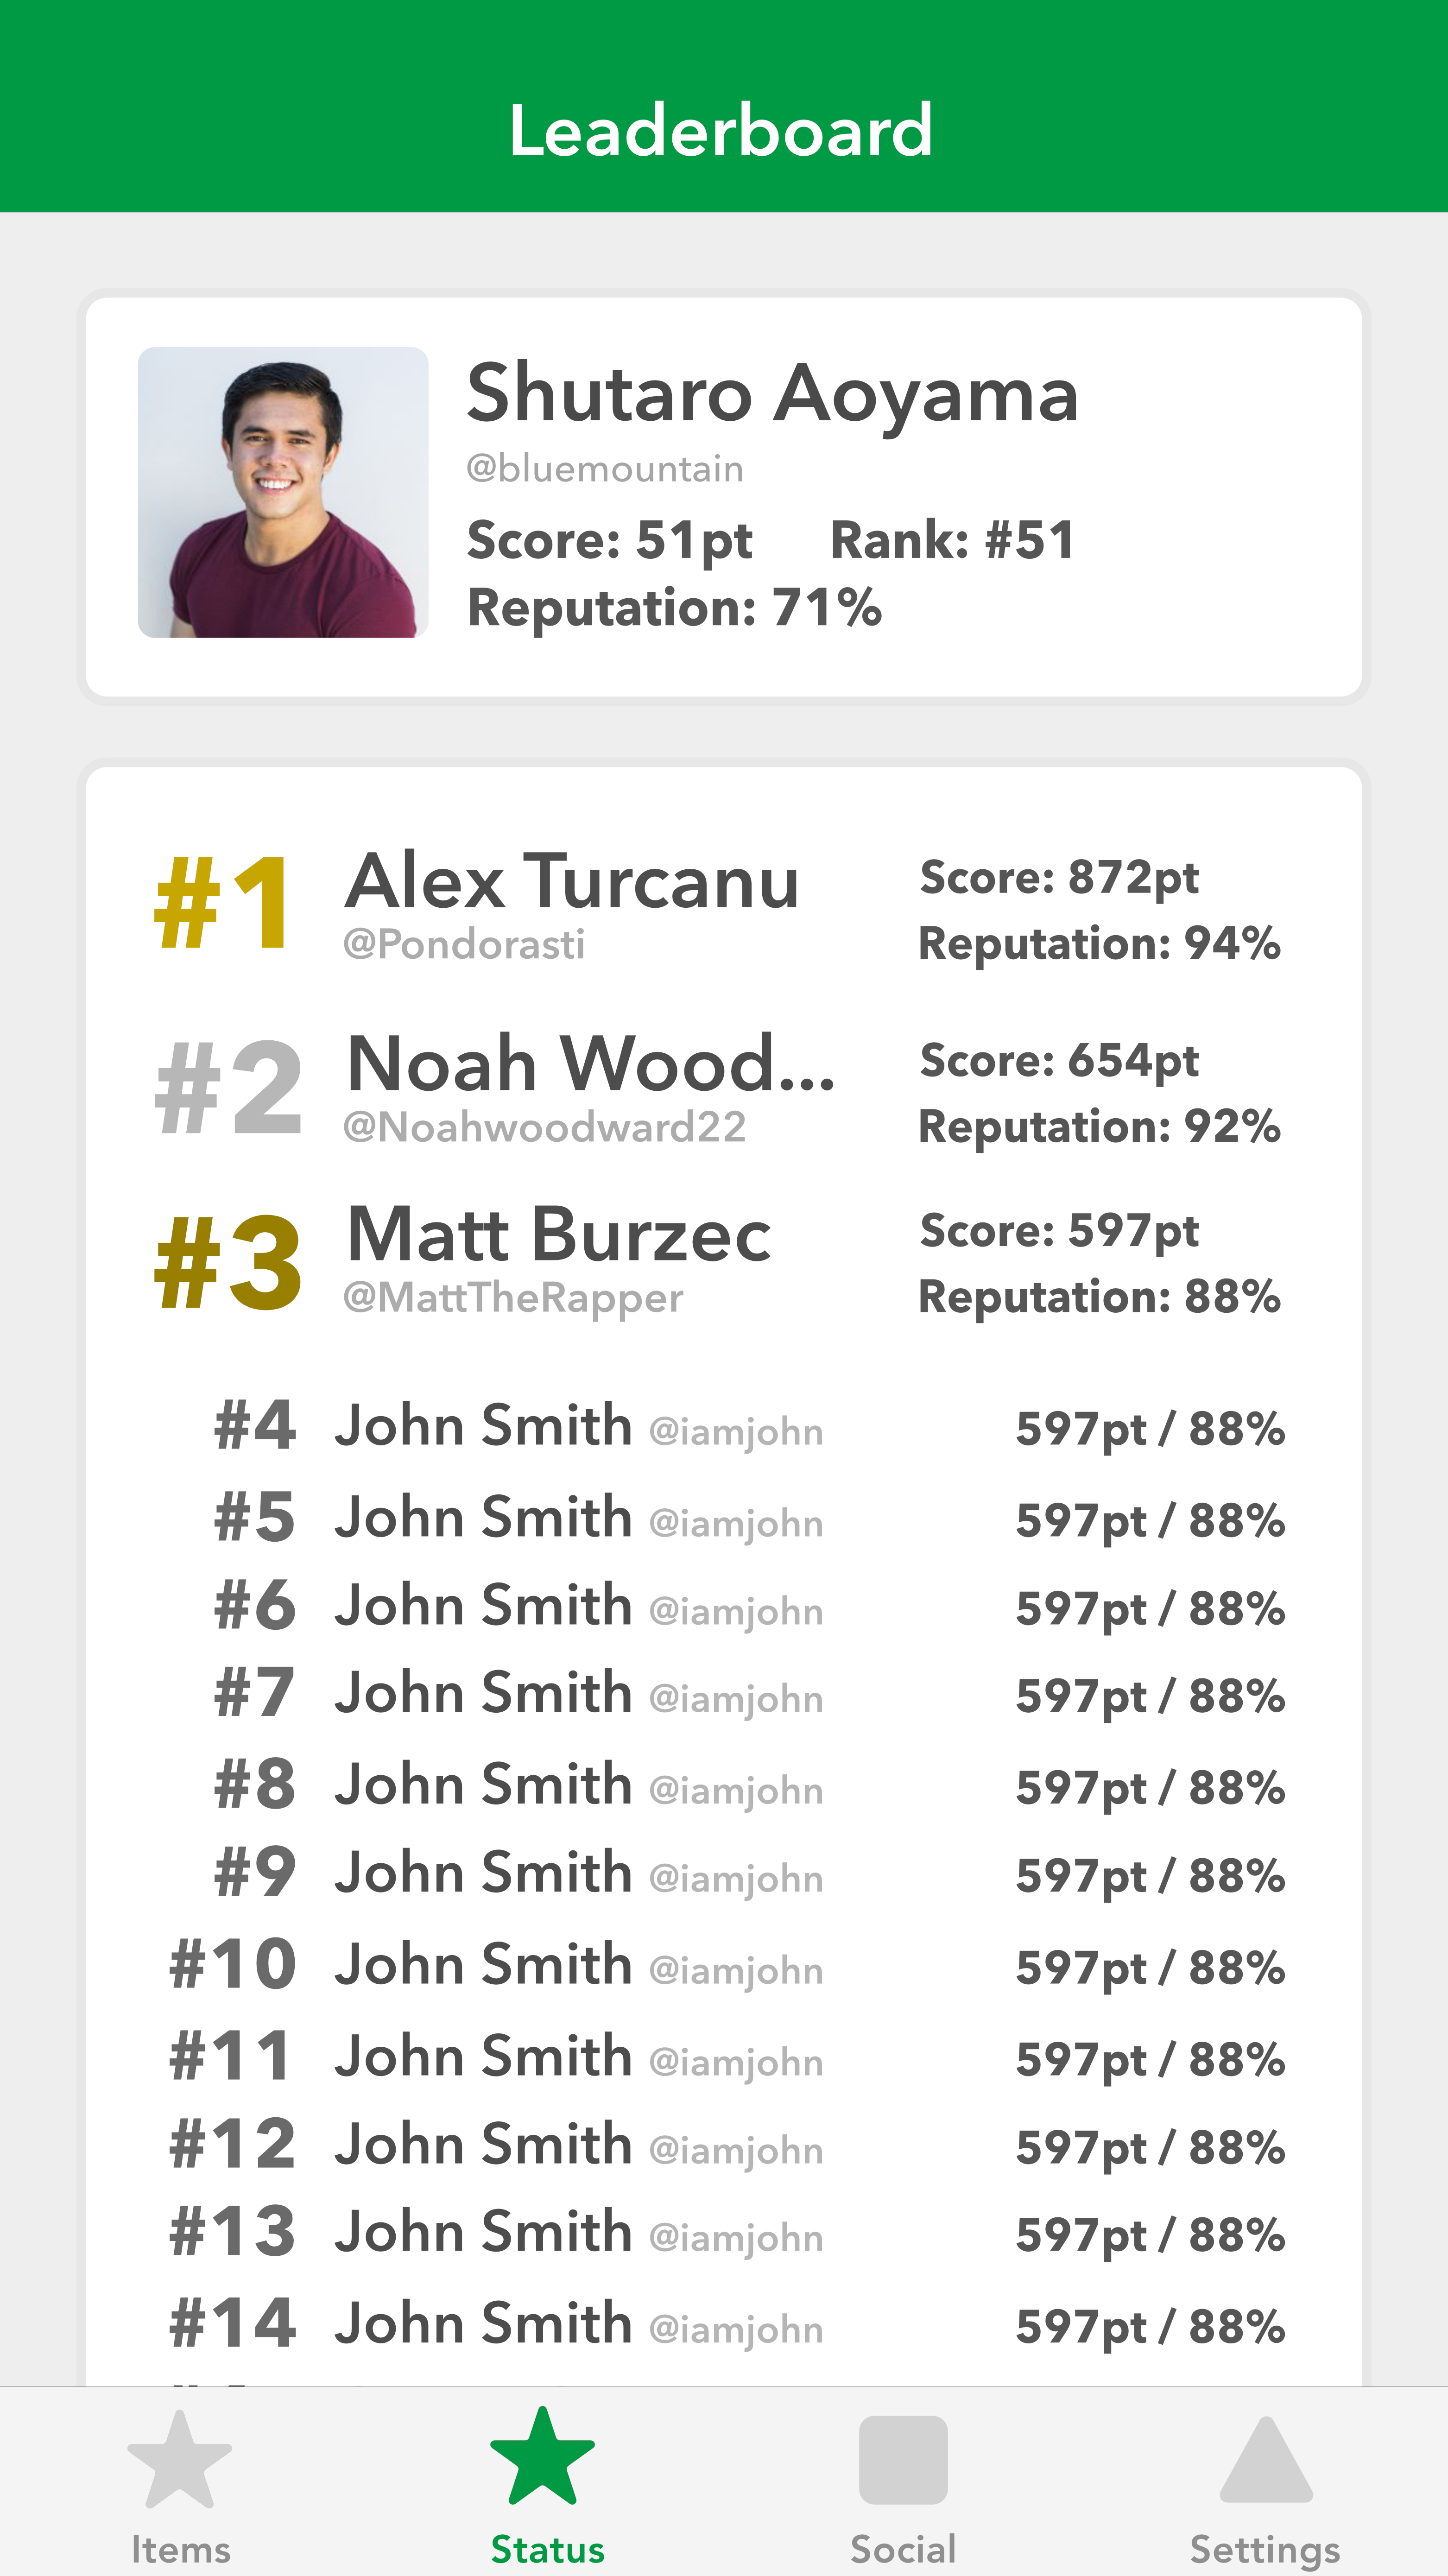 Leaderboard
Shutaro Aoyama
@bluemountain
Score: 51pt Rank: #51
Reputation: 71%
#1 Alex Turcanu Score: 872pt
@Pondorasti Reputation: 94%
#2 Noah Wood... Score: 654pt
@Noahwoodward22 Reputation: 92%
#3 Matt Burzec Score: 597pt
@MattTheRapper Reputation: 88%
#4 John Smith @iamjohn 597pt / 88%
#5 John Smith @iamjohn 597pt / 88%
#6 John Smith @iamjohn 597pt / 88%
#7 John Smith @iamjohn 597pt / 88%
#8 John Smith @iamjohn 597pt / 88%
#9 John Smith @iamjohn 597pt / 88%
#10 John Smith @iamjohn 597pt / 88%
#11 John Smith @iamjohn 597pt / 88%
#12 John Smith @iamjohn 597pt / 88%
#13 John Smith @iamjohn 597pt / 88%
#14 John Smith @iamjohn 597pt / 88%
Items Status Social Settings